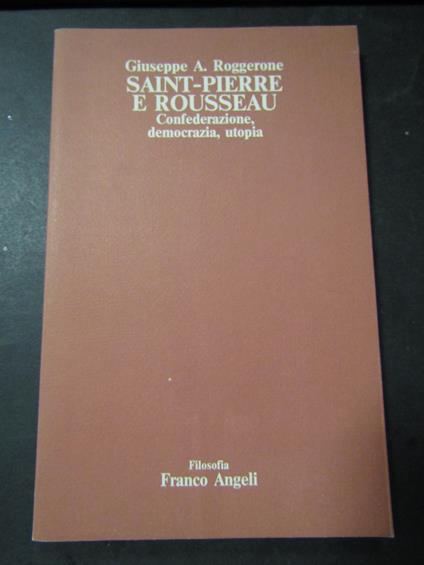 Giuseppe A. Roggerone
SAINT-PIERRE
E ROUSSEAU
Confederazione,
democrazia, utopia
Filosofia
Franco Angeli